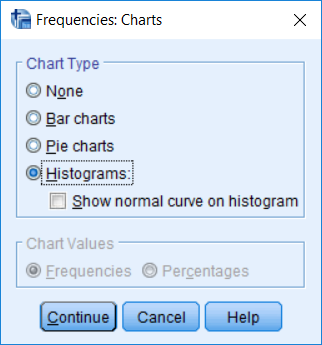 Frequencies: Charts
Chart Type
None
Bar charts
Pie charts
Histograms:
Show normal curve on histogram
Chart Values
Frequencies Percentages
Continue Cancel Help